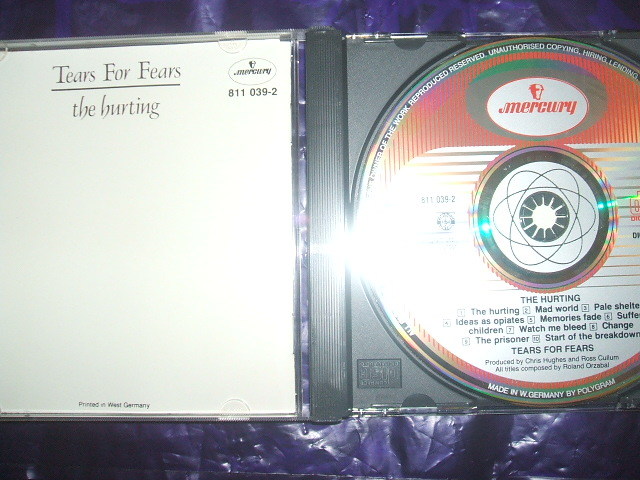 Tears For Fears
the hurting
mercury
811 039-2
Printed in West Germany
OWNER OF THE WORK REPRODUCED RESERVED. UNAUTHORISED COPYING, HIRING, LENDING,
mercury
811 039-2
THE HURTING
1 The hurting 2 Mad world 3 Pale shelte
4 Ideas as opiates 5 Memories fade 6 Suffe
children 7 Watch me bleed 8 Change
9 The prisoner 10 Start of the breakdown
TEARS FOR FEARS
Produced by Chris Hughes and Ross Cullum
All titles composed by Roland Orzabal
MADE IN W.GERMANY BY POLYGRAM